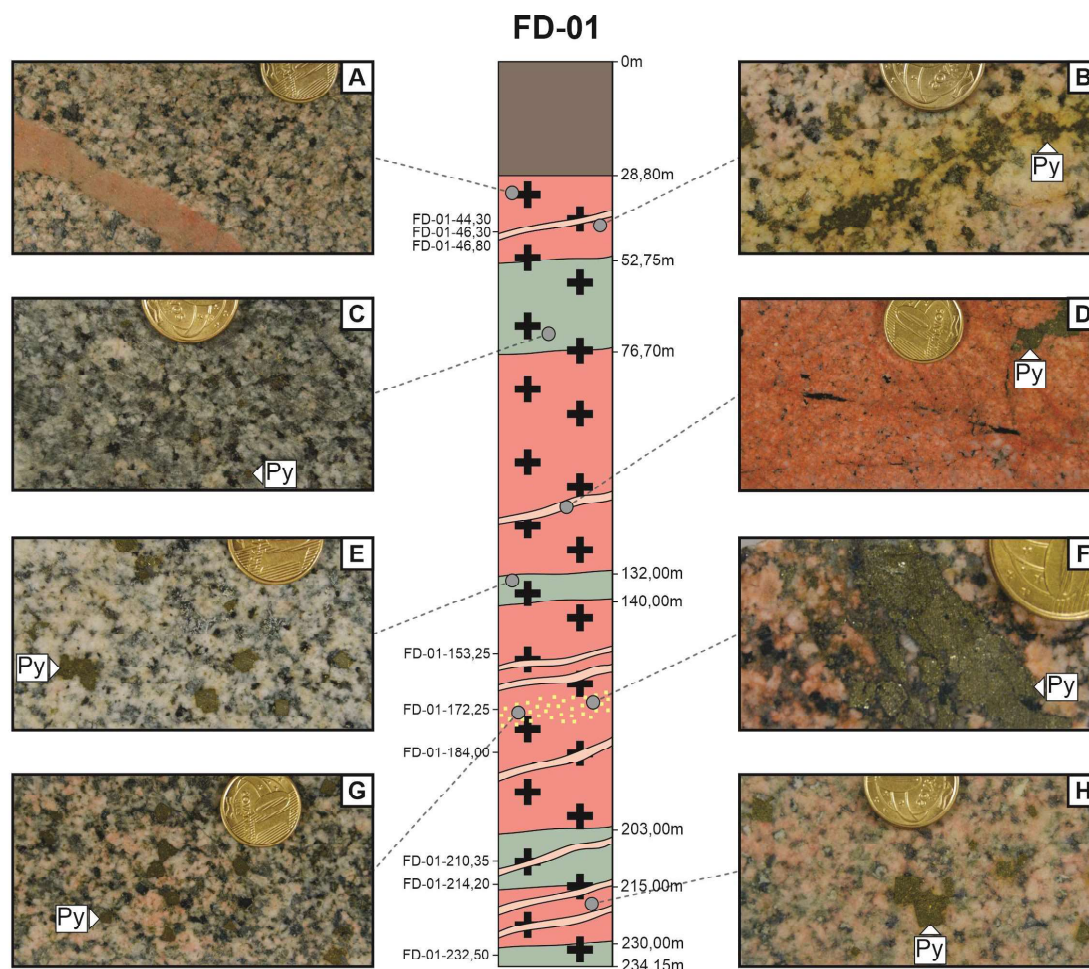 FD-01
A
0m
B
Py
28,80m
FD-01-44,30
FD-01-46,30
FD-01-46,80
52,75m
C
Py
D
Py
76,70m
E
Py
132,00m
140,00m
F
Py
FD-01-153,25
FD-01-172,25
FD-01-184,00
G
Py
203,00m
H
Py
FD-01-210,35
FD-01-214,20
215,00m
230,00m
FD-01-232,50
234,15m